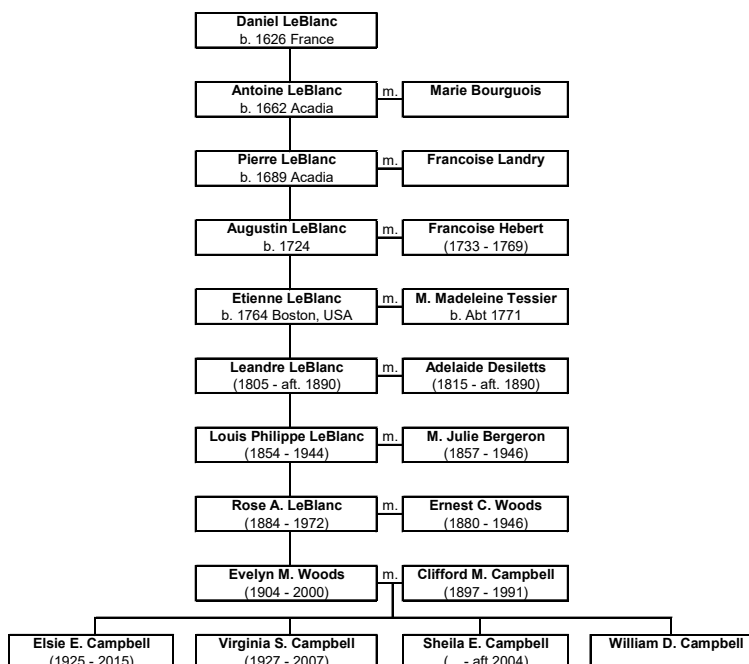 Daniel LeBlanc
b. 1626 France
Antoine LeBlanc m. Marie Bourguois
b. 1662 Acadia
Pierre LeBlanc m. Francoise Landry
b. 1689 Acadia
Augustin LeBlanc m. Francoise Hebert
b. 1724 (1733 - 1769)
Etienne LeBlanc m. M. Madeleine Tessier
b. 1764 Boston, USA b. Abt 1771
Leandre LeBlanc m. Adelaide Desiletts
(1805 - aft. 1890) (1815 - aft. 1890)
Louis Philippe LeBlanc m. M. Julie Bergeron
(1854 - 1944) (1857 - 1946)
Rose A. LeBlanc m. Ernest C. Woods
(1884 - 1972) (1880 - 1946)
Evelyn M. Woods m. Clifford M. Campbell
(1904 - 2000) (1897 - 1991)
Elsie E. Campbell Virginia S. Campbell Sheila E. Campbell William D. Campbell
(1925 - 2015) (1927 - 2007) ( - aft 2004)